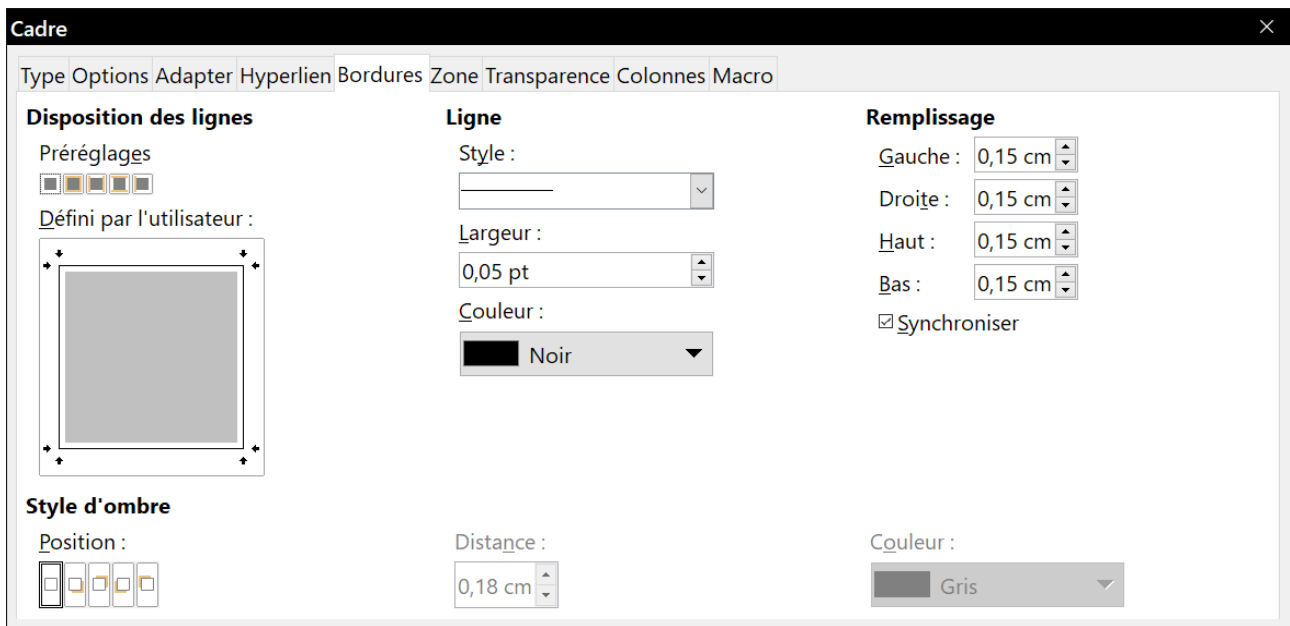 Cadre
Type Options Adapter Hyperlien Bordures Zone Transparence Colonnes Macro
Disposition des lignes
Préréglages
Défini par l'utilisateur :
Ligne
Style :
Largeur :
0,05 pt
Couleur :
Noir
Remplissage
Gauche : 0,15 cm
Droite : 0,15 cm
Haut : 0,15 cm
Bas : 0,15 cm
Synchroniser
Style d'ombre
Position :
Distance :
0,18 cm
Couleur :
Gris